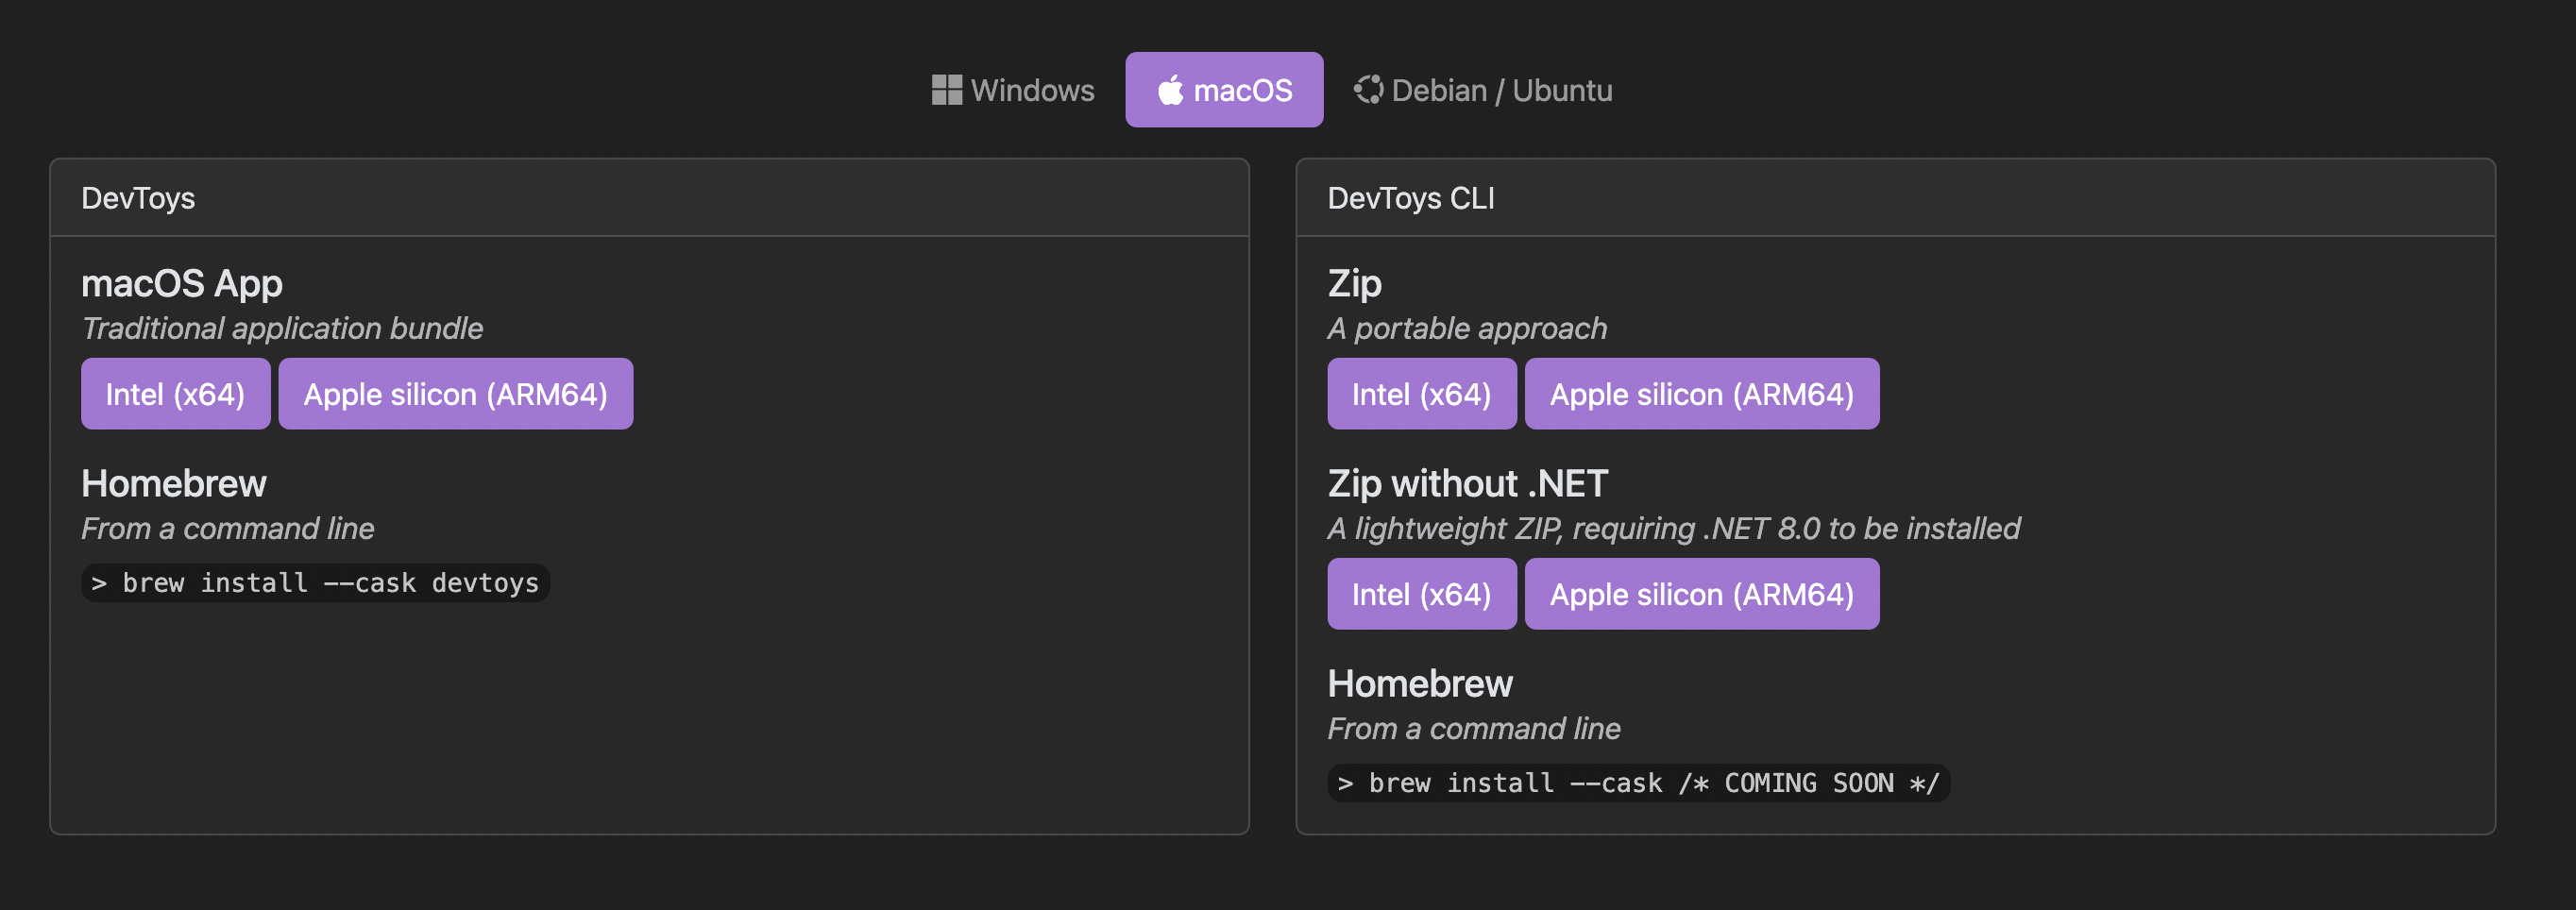 Windows
macOS
Debian / Ubuntu
DevToys
macOS App
Traditional application bundle
Intel (x64)
Apple silicon (ARM64)
Homebrew
From a command line
> brew install --cask devtoys
DevToys CLI
Zip
A portable approach
Intel (x64)
Apple silicon (ARM64)
Zip without .NET
A lightweight ZIP, requiring .NET 8.0 to be installed
Intel (x64)
Apple silicon (ARM64)
Homebrew
From a command line
> brew install --cask /* COMING SOON */